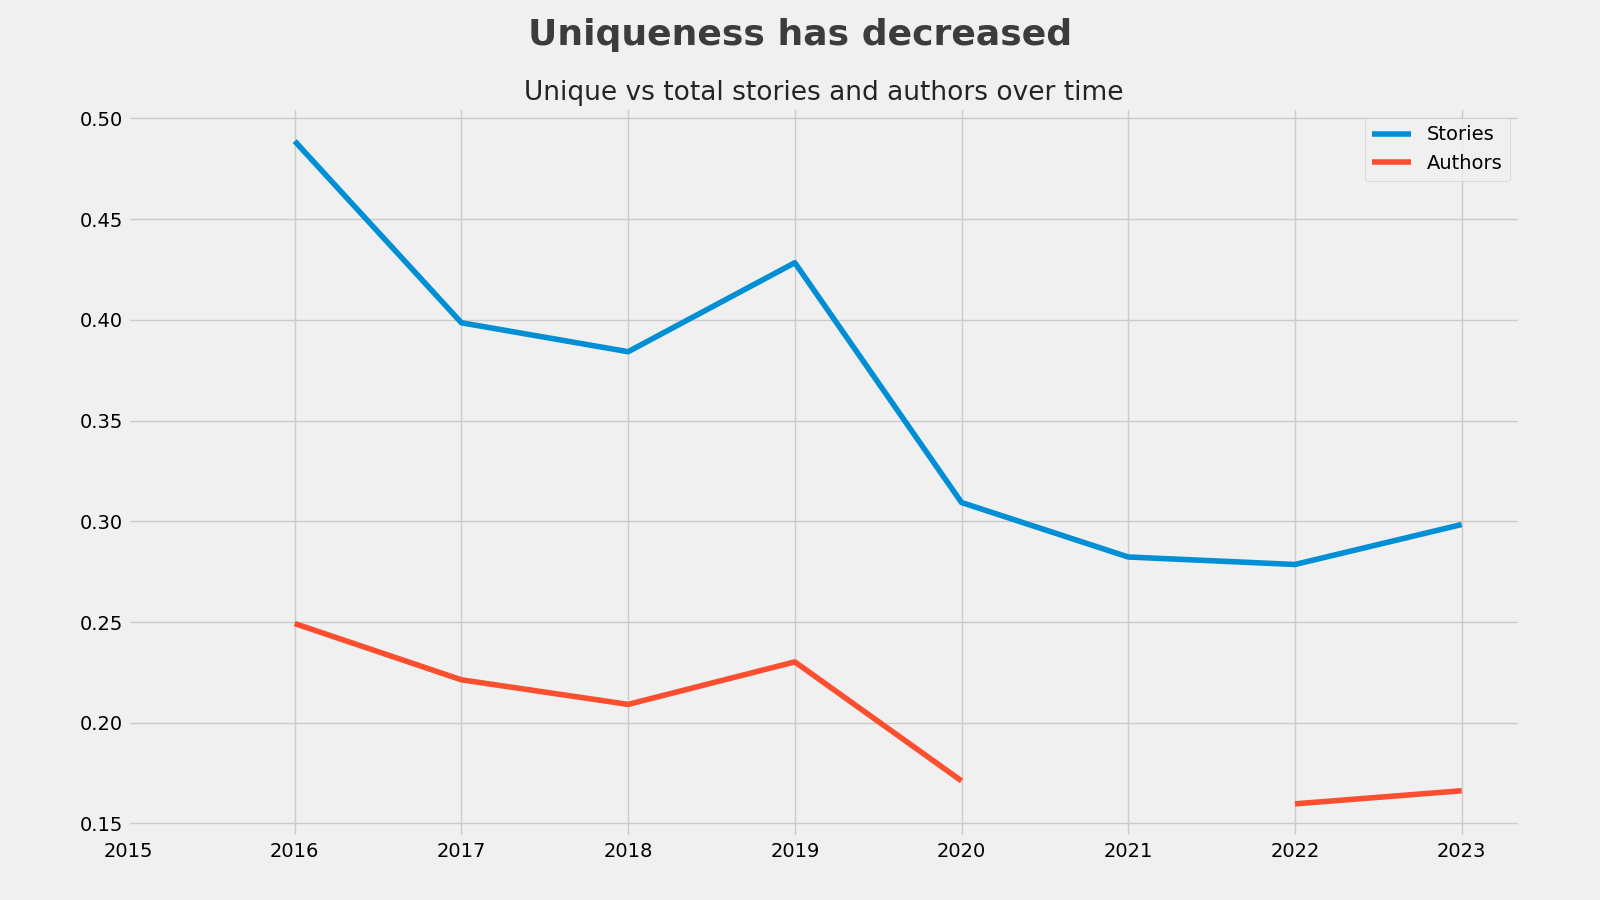 Uniqueness has decreased
Unique vs total stories and authors over time
0.50
0.45
0.40
0.35
0.30
0.25
0.20
0.15
Stories
Authors
2015 2016 2017 2018 2019 2020 2021 2022 2023